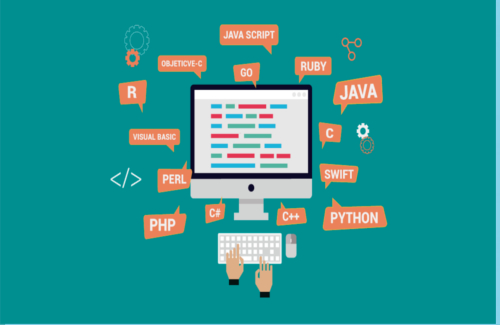 JAVA SCRIPT
OBJETICVE-C
GO
RUBY
R
JAVA
VISUAL BASIC
C
</>
PERL
SWIFT
PHP
C#
C++
PYTHON